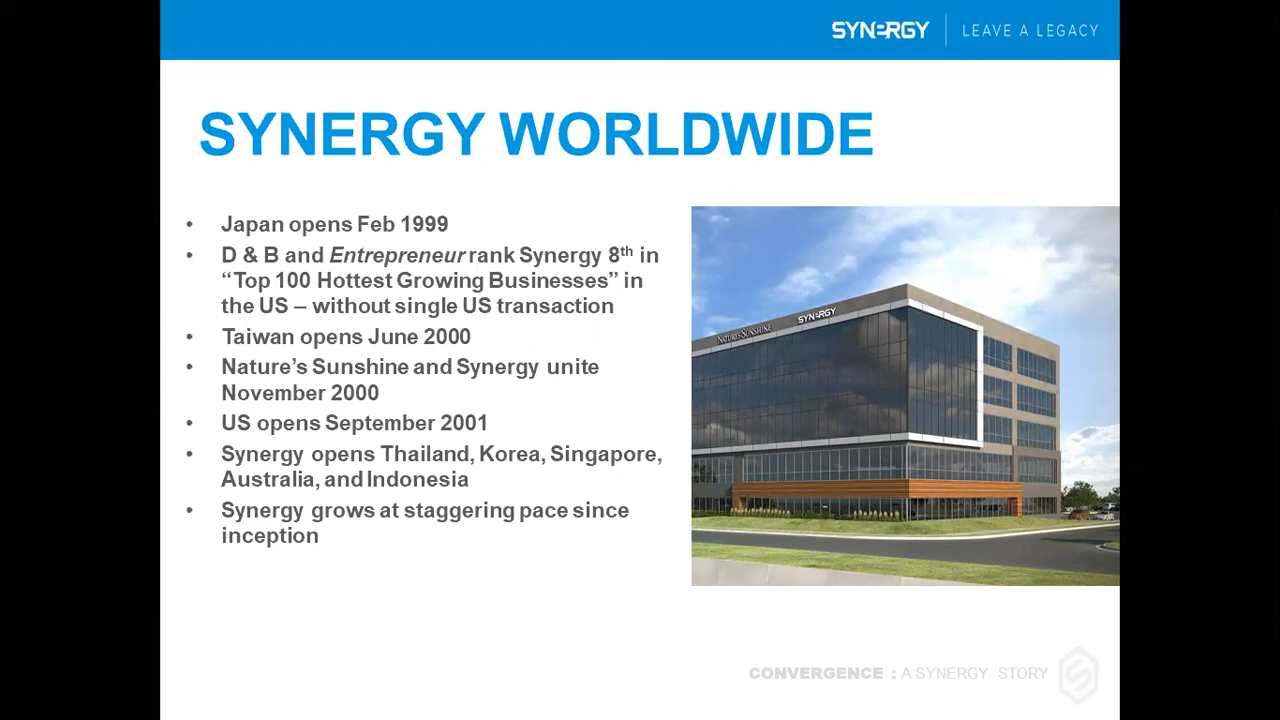 SYNERGY | LEAVE A LEGACY
SYNERGY WORLDWIDE
• Japan opens Feb 1999
• D & B and Entrepreneur rank Synergy 8th in
“Top 100 Hottest Growing Businesses” in
the US – without single US transaction
• Taiwan opens June 2000
• Nature’s Sunshine and Synergy unite
November 2000
• US opens September 2001
• Synergy opens Thailand, Korea, Singapore,
Australia, and Indonesia
• Synergy grows at staggering pace since
inception
NATURE'S SUNSHINE
SYNERGY
CONVERGENCE : A SYNERGY STORY